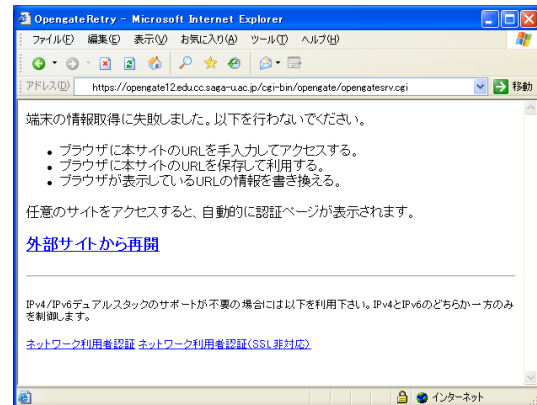 OpengateRetry - Microsoft Internet Explorer
ファイル(F) 編集(E) 表示(V) お気に入り(A) ツール(T) ヘルプ(H)
アドレス(D) https://opengate12.edu.cc.saga-u.ac.jp/cgi-bin/opengate/opengatesrv.cgi 移動
端末の情報取得に失敗しました。以下を行わないでください。
• ブラウザに本サイトのURLを手入力してアクセスする。
• ブラウザに本サイトのURLを保存して利用する。
• ブラウザが表示しているURLの情報を書き換える。
任意のサイトをアクセスすると、自動的に認証ページが表示されます。
外部サイトから再開
IPv4/IPv6デュアルスタックのサポートが不要の場合には以下を利用下さい。IPv4とIPv6のどちらか一方のみ
を制御します。
ネットワーク利用者認証 ネットワーク利用者認証(SSL非対応)
インターネット